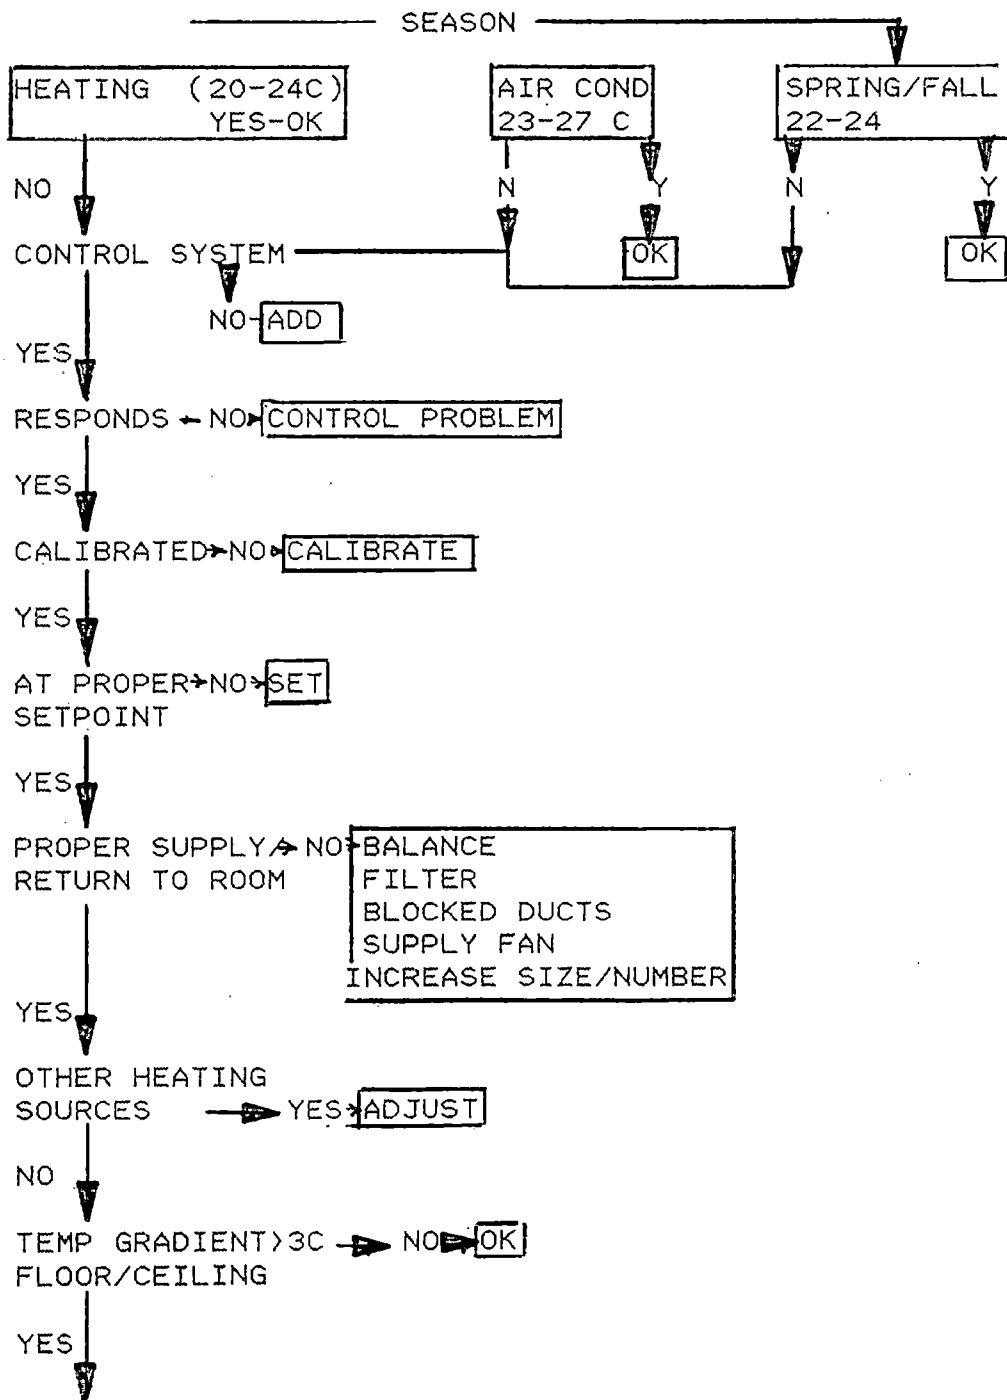 SEASON
HEATING (20-24C) AIR COND SPRING/FALL
YES-OK 23-27 C 22-24
NO N Y N Y
CONTROL SYSTEM OK OK
NO ADD
YES
RESPONDS NO CONTROL PROBLEM
YES
CALIBRATED NO CALIBRATE
YES
AT PROPER NO SET
SETPOINT
YES
PROPER SUPPLY/ NO BALANCE
RETURN TO ROOM FILTER
BLOCKED DUCTS
SUPPLY FAN
INCREASE SIZE/NUMBER
YES
OTHER HEATING
SOURCES YES ADJUST
NO
TEMP GRADIENT>3C NO OK
FLOOR/CEILING
YES